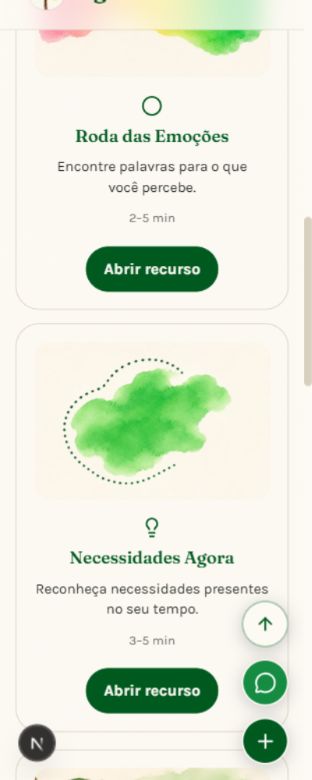 Roda das Emoções
Encontre palavras para o que
você percebe.
2–5 min
Abrir recurso
Necessidades Agora
Reconheça necessidades presentes
no seu tempo.
3–5 min
Abrir recurso
N